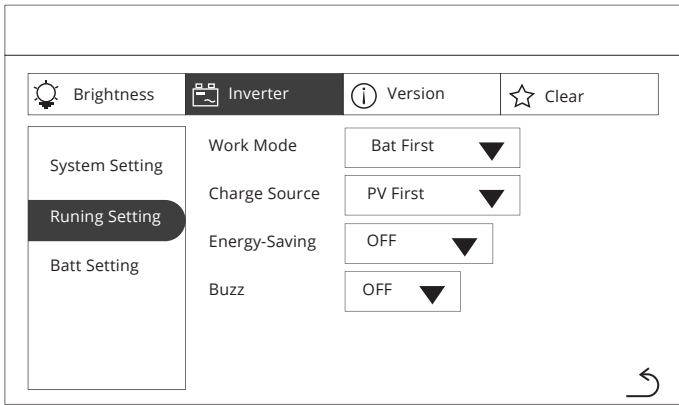 Brightness
Inverter
Version
Clear
System Setting
Runing Setting
Batt Setting
Work Mode
Bat First
Charge Source
PV First
Energy-Saving
OFF
Buzz
OFF